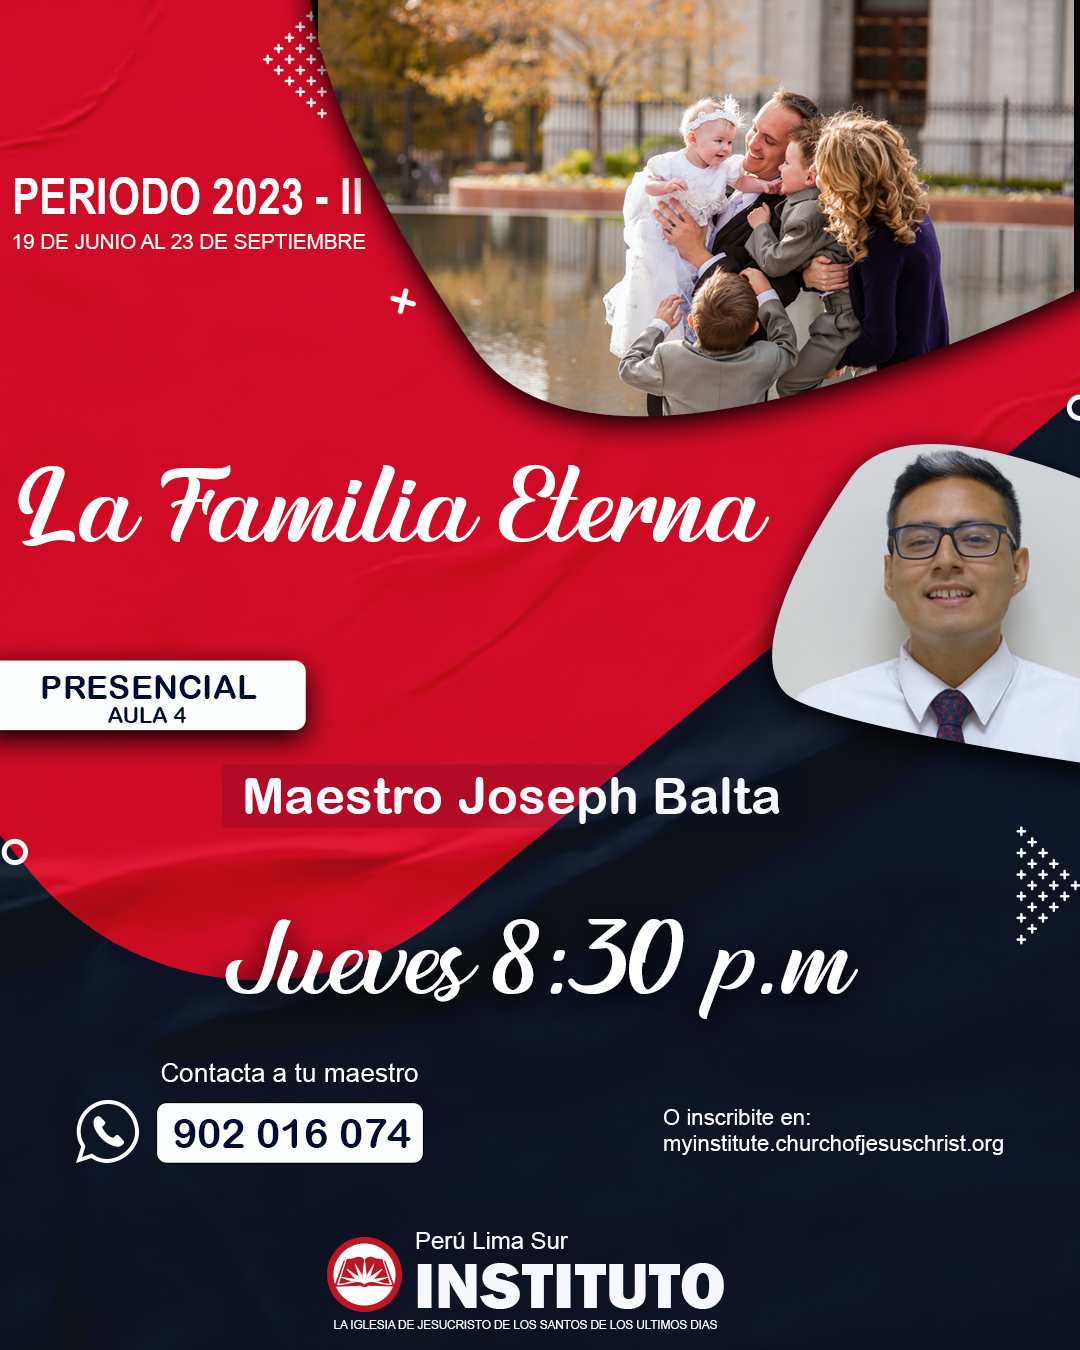 PERIODO 2023 - II
19 DE JUNIO AL 23 DE SEPTIEMBRE
La Familia Eterna
PRESENCIAL
AULA 4
Maestro Joseph Balta
Jueves 8:30 p.m
Contacta a tu maestro
902 016 074
O inscribite en:
myinstitute.churchofjesuschrist.org
Perú Lima Sur
INSTITUTO
LA IGLESIA DE JESUCRISTO DE LOS SANTOS DE LOS ULTIMOS DIAS